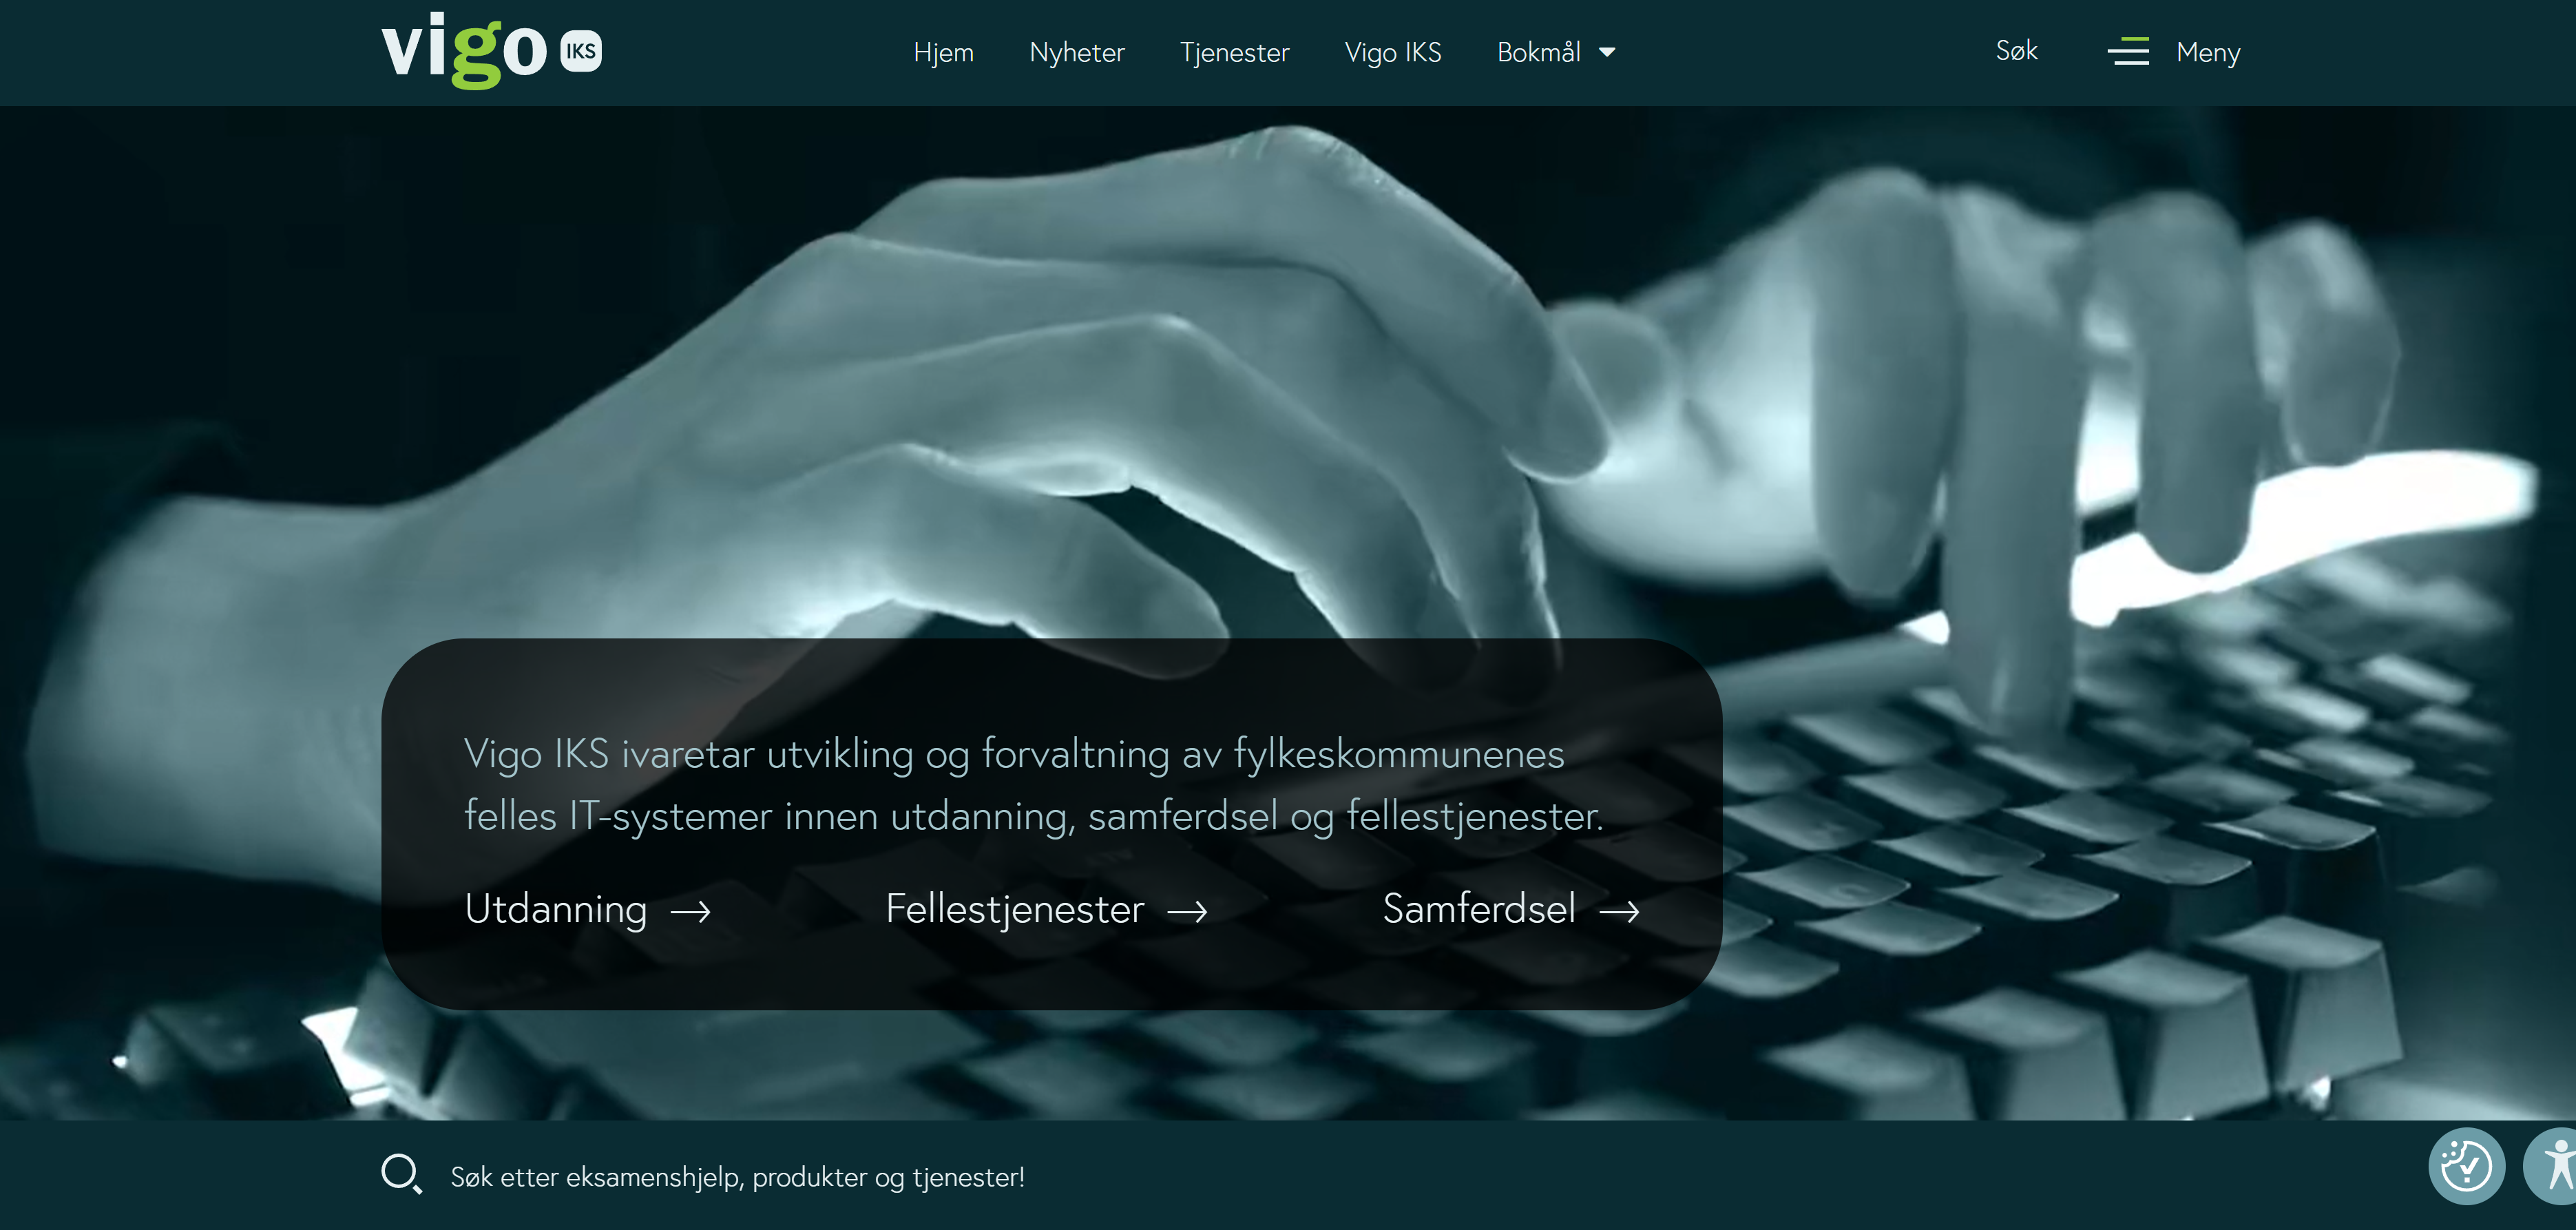 vigo IKS
Hjem Nyheter Tjenester Vigo IKS Bokmål
Søk Meny
Vigo IKS ivaretar utvikling og forvaltning av fylkeskommunenes
felles IT-systemer innen utdanning, samferdsel og fellestjenester.
Utdanning → Fellestjenester → Samferdsel →
Søk etter eksamenshjelp, produkter og tjenester!